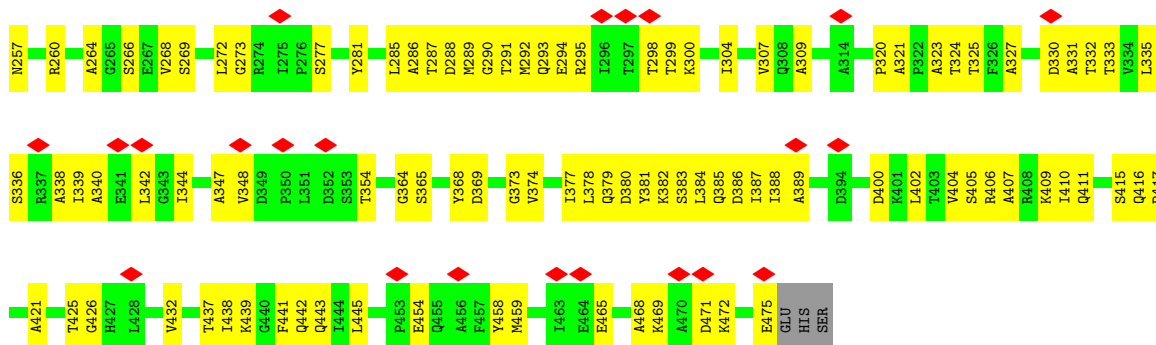 N257 R260 A264 G265 S266 E267 V268 S269 L272 G273 R274 I275 P276 S277 Y281 L285 A286 T287 D288 M289 G290 T291 M292 Q293 E294 R295 I296 T297 T298 T299 K300 I304 V307 Q308 A309 A314 P320 A321 P322 A323 T324 T325 F326 A327 D330 A331 T332 T333 V334 L335
S336 R337 A338 I339 A340 E341 L342 G343 I344 A347 V348 D349 P350 L351 D352 S353 T354 G364 S365 Y368 D369 G373 V374 I377 L378 Q379 D380 Y381 K382 S383 L384 Q385 D386 I387 I388 A389 D394 D400 K401 L402 T403 V404 S405 R406 A407 R408 K409 I410 Q411 S415 Q416
A421 T425 G426 H427 L428 V432 T437 I438 K439 G440 F441 Q442 Q443 I444 L445 P453 E454 Q455 A456 F457 Y458 M459 I463 E464 E465 A468 K469 A470 D471 K472 E475 GLU HIS SER